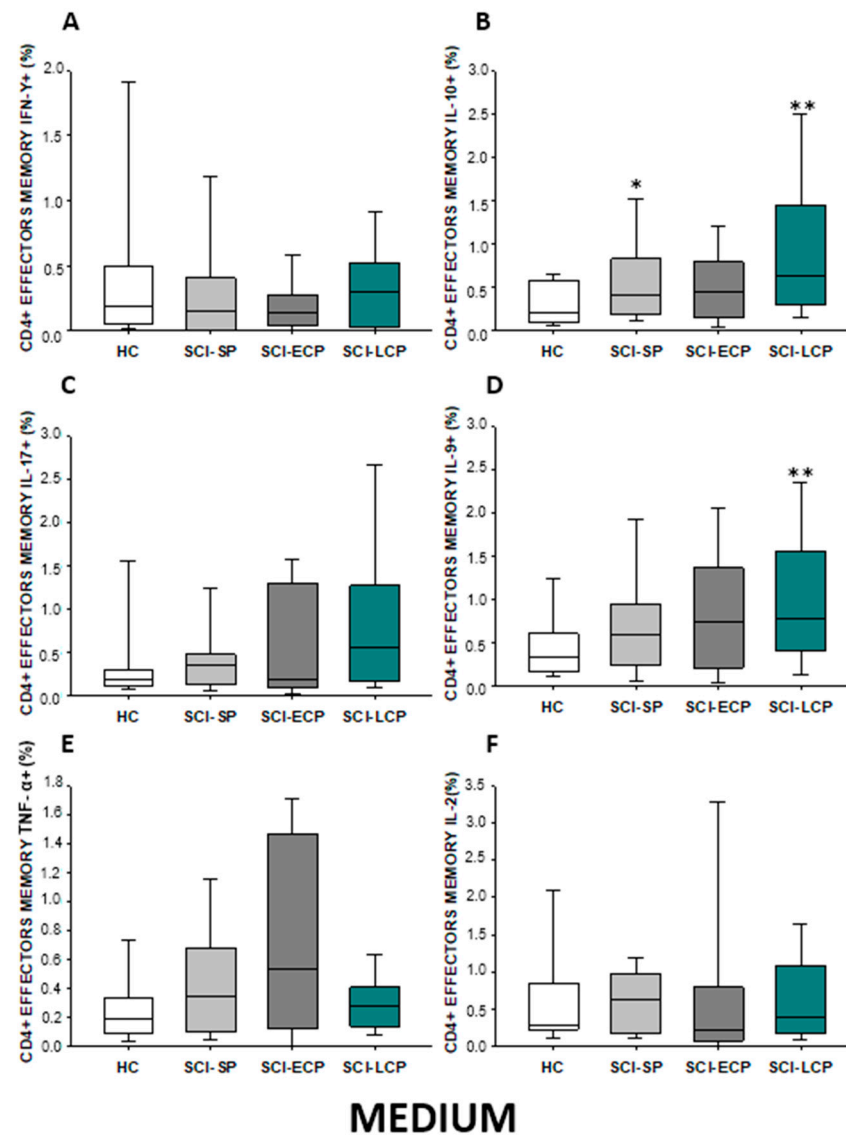 A
CD4+ EFFECTORS MEMORY IFN-Y+ (%)
2.0
1.5
1.0
0.5
0.0
HC SCI-SP SCI-ECP SCI-LCP
B
CD4+ EFFECTORS MEMORY IL-10+ (%)
3.0
2.5
2.0
1.5
1.0
0.5
0.0
*
**
HC SCI-SP SCI-ECP SCI-LCP
C
CD4+ EFFECTORS MEMORY IL-17+ (%)
3.0
2.5
2.0
1.5
1.0
0.5
0.0
HC SCI-SP SCI-ECP SCI-LCP
D
CD4+ EFFECTORS MEMORY IL-9+ (%)
3.0
2.5
2.0
1.5
1.0
0.5
0.0
**
HC SCI-SP SCI-ECP SCI-LCP
E
CD4+ EFFECTORS MEMORY TNF- α+ (%)
1.8
1.6
1.4
1.2
1.0
0.8
0.6
0.4
0.2
0.0
HC SCI-SP SCI-ECP SCI-LCP
F
CD4+ EFFECTORS MEMORY IL-2(%)
3.5
3.0
2.5
2.0
1.5
1.0
0.5
0.0
HC SCI-SP SCI-ECP SCI-LCP
MEDIUM